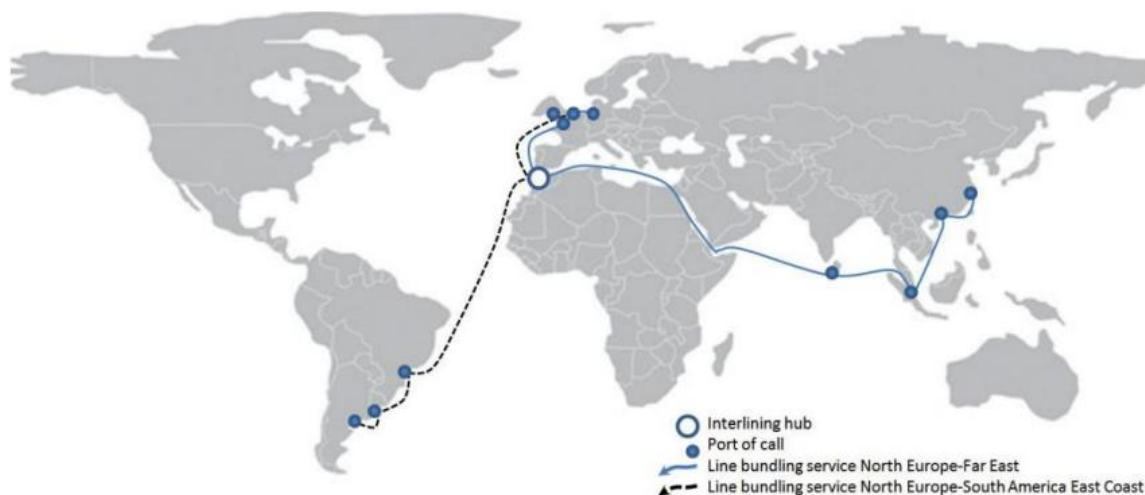 Interlining hub
Port of call
Line bundling service North Europe-Far East
Line bundling service North Europe-South America East Coast